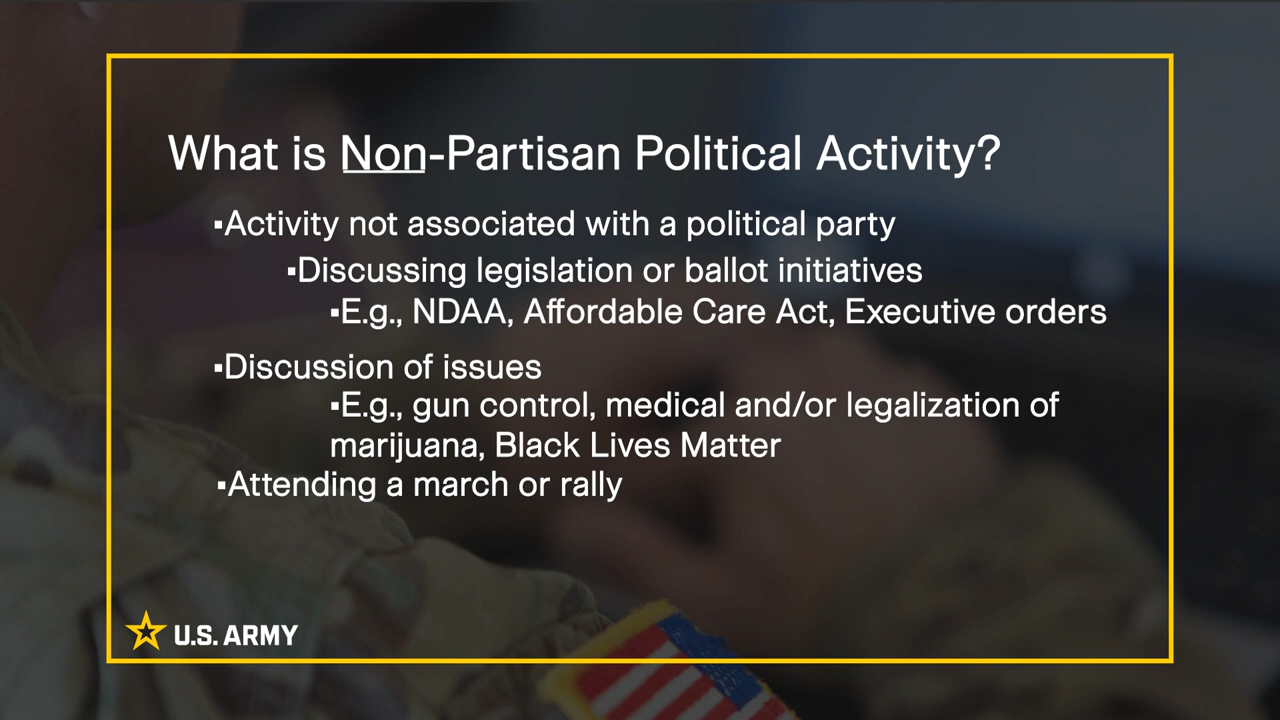 What is Non-Partisan Political Activity?
▪Activity not associated with a political party
▪Discussing legislation or ballot initiatives
▪E.g., NDAA, Affordable Care Act, Executive orders
▪Discussion of issues
▪E.g., gun control, medical and/or legalization of
marijuana, Black Lives Matter
▪Attending a march or rally
U.S. ARMY